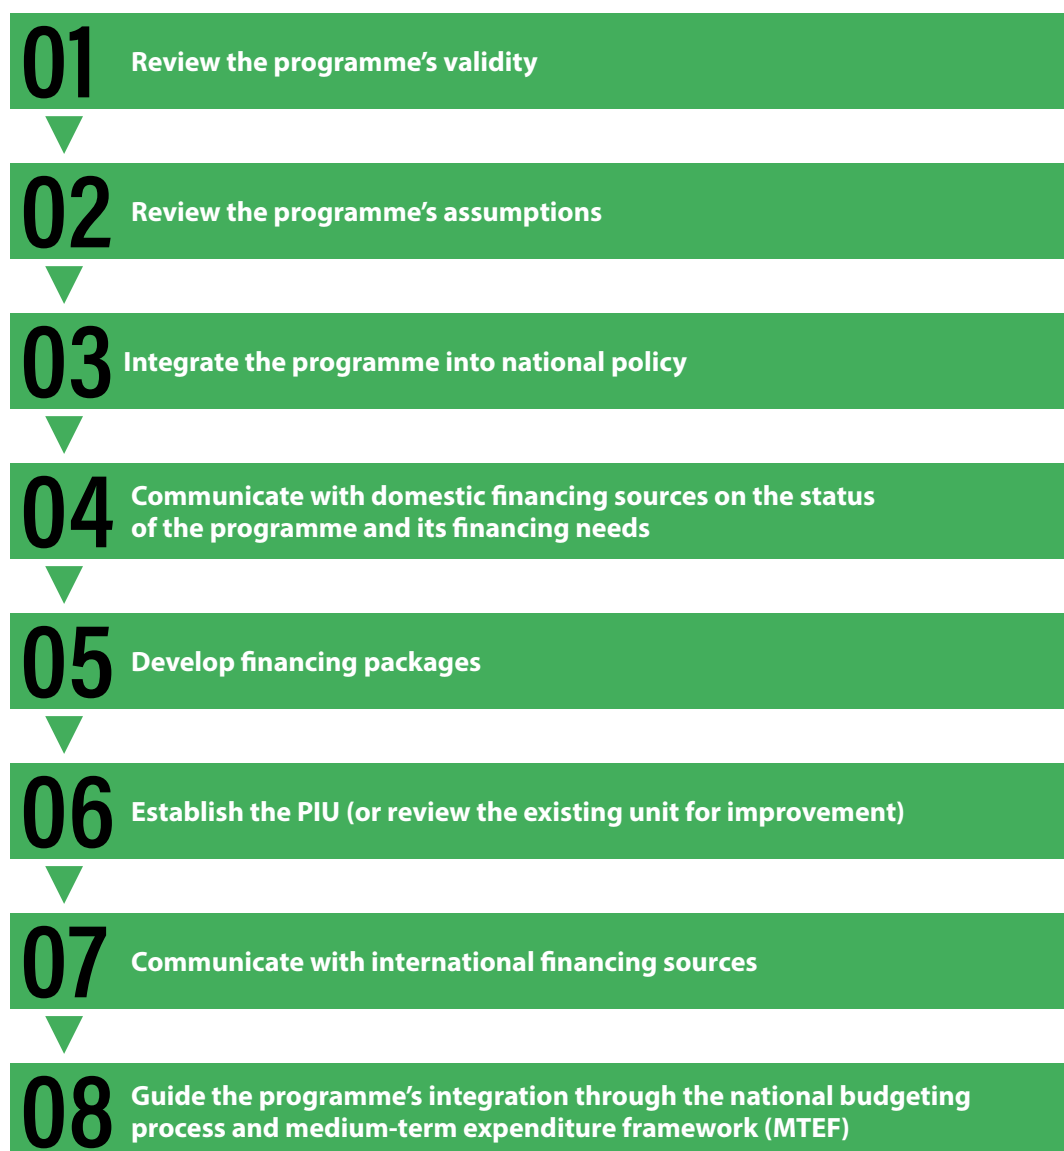 01
Review the programme’s validity
02
Review the programme’s assumptions
03
Integrate the programme into national policy
04
Communicate with domestic financing sources on the status
of the programme and its financing needs
05
Develop financing packages
06
Establish the PIU (or review the existing unit for improvement)
07
Communicate with international financing sources
08
Guide the programme’s integration through the national budgeting
process and medium-term expenditure framework (MTEF)